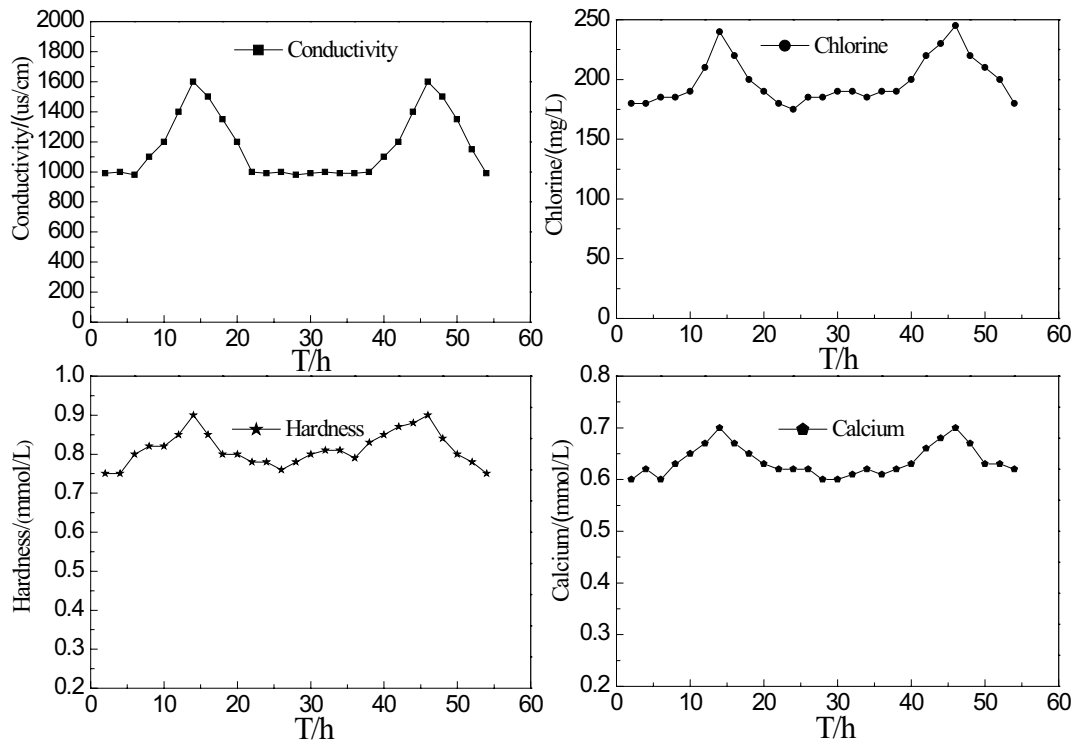 2000
1800
1600
1400
1200
1000
800
600
400
200
0
Conductivity/(us/cm)
Conductivity
0 10 20 30 40 50 60
T/h
250
200
150
100
50
0
Chlorine/(mg/L)
Chlorine
0 10 20 30 40 50 60
T/h
1.0
0.9
0.8
0.7
0.6
0.5
0.4
0.3
0.2
Hardness/(mmol/L)
Hardness
0 10 20 30 40 50 60
T/h
0.8
0.7
0.6
0.5
0.4
0.3
0.2
Calcium/(mmol/L)
Calcium
0 10 20 30 40 50 60
T/h